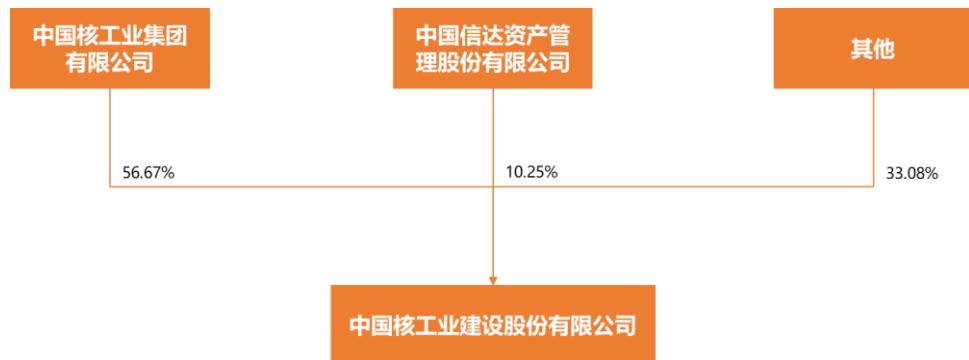 中国核工业集团
有限公司
中国信达资产管
理股份有限公司
其他
56.67%
10.25%
33.08%
中国核工业建设股份有限公司